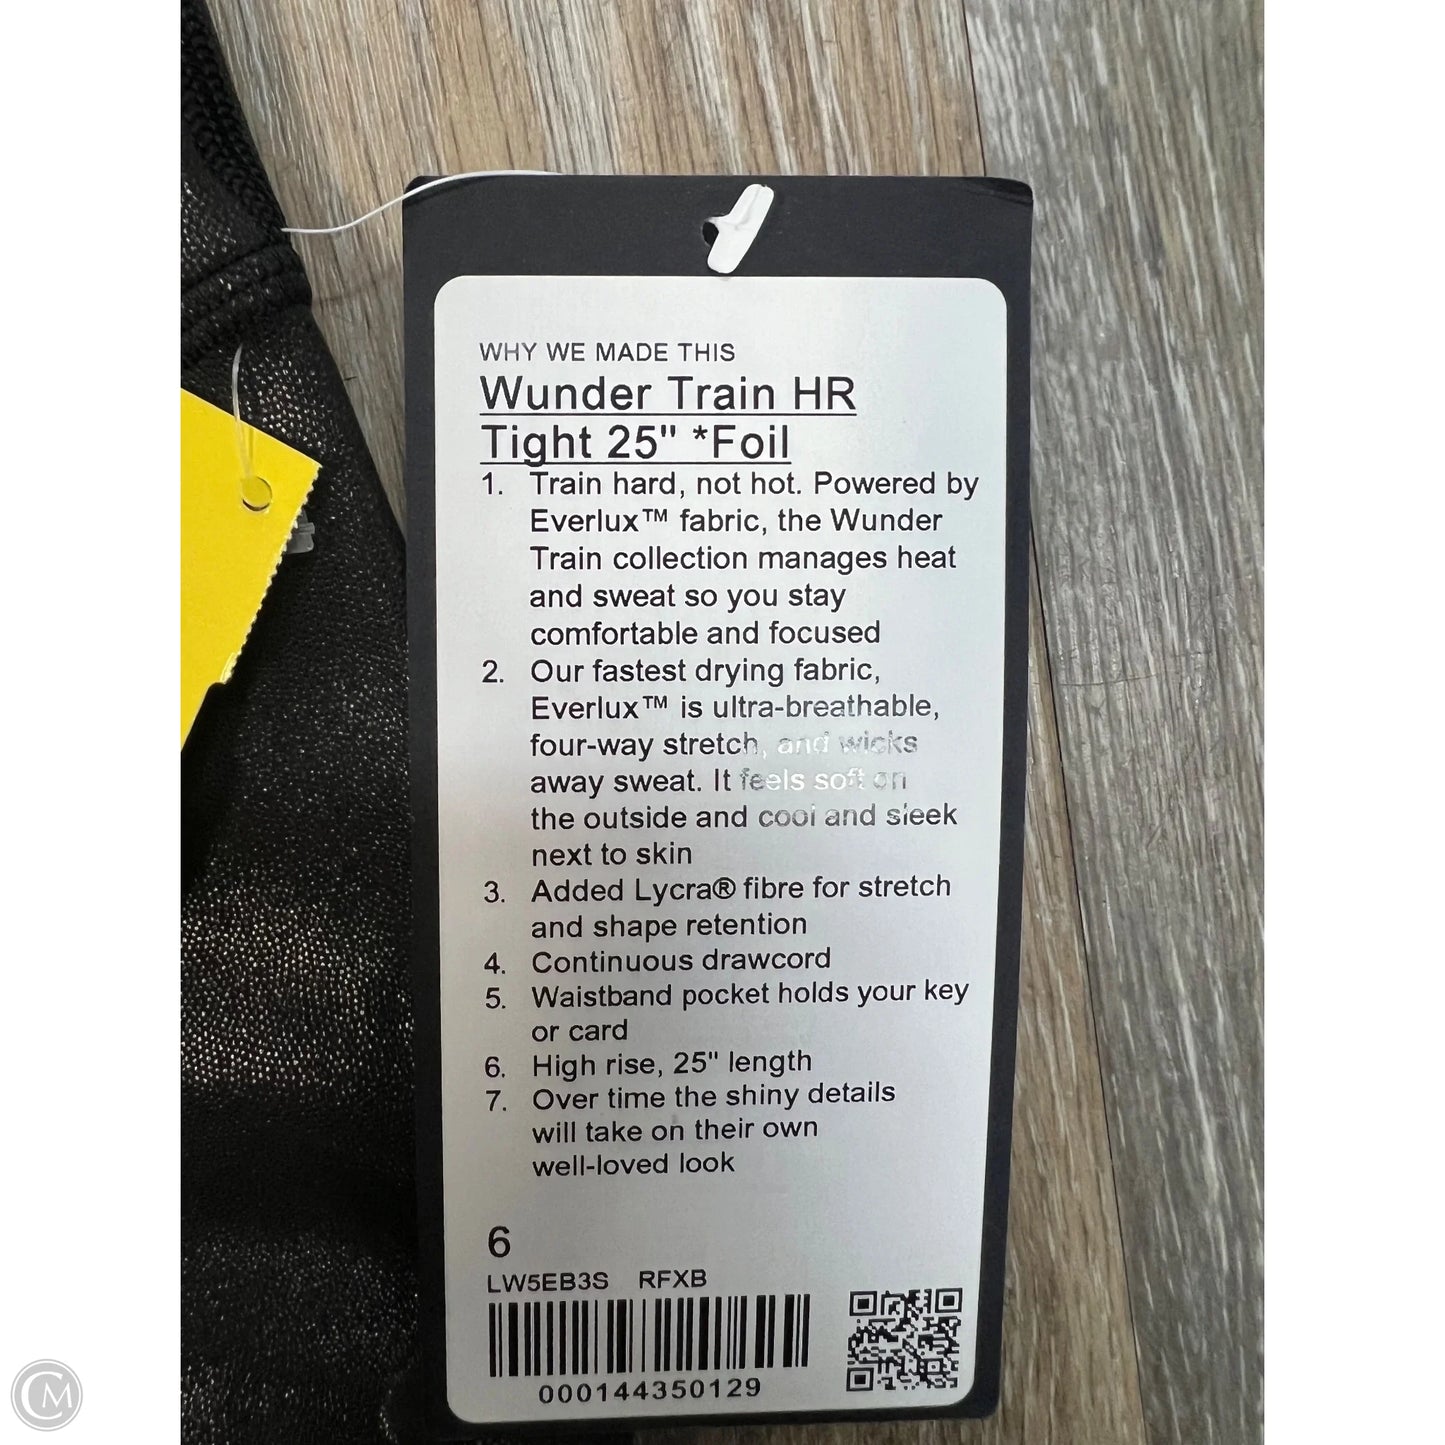 WHY WE MADE THIS
Wunder Train HR
Tight 25" *Foil
1. Train hard, not hot. Powered by
Everlux™ fabric, the Wunder
Train collection manages heat
and sweat so you stay
comfortable and focused
2. Our fastest drying fabric,
Everlux™ is ultra-breathable,
four-way stretch, and wicks
away sweat. It feels soft on
the outside and cool and sleek
next to skin
3. Added Lycra® fibre for stretch
and shape retention
4. Continuous drawcord
5. Waistband pocket holds your key
or card
6. High rise, 25" length
7. Over time the shiny details
will take on their own
well-loved look
6
LW5EB3S RFXB
000144350129
CM